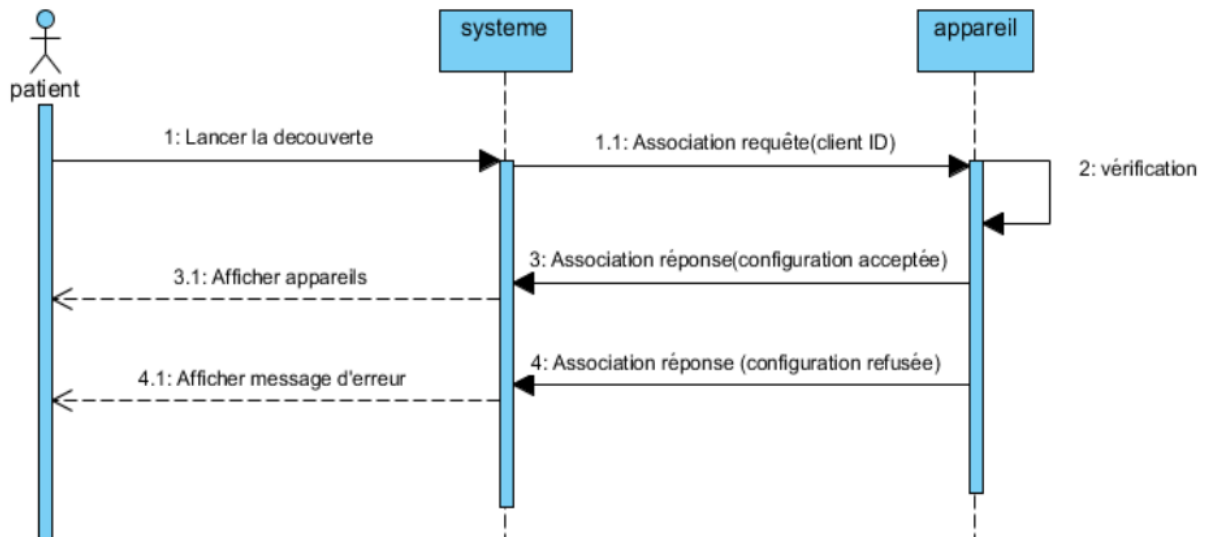 systeme
appareil
patient
1: Lancer la decouverte
1.1: Association requête(client ID)
2: vérification
3: Association réponse(configuration acceptée)
3.1: Afficher appareils
4: Association réponse (configuration refusée)
4.1: Afficher message d'erreur